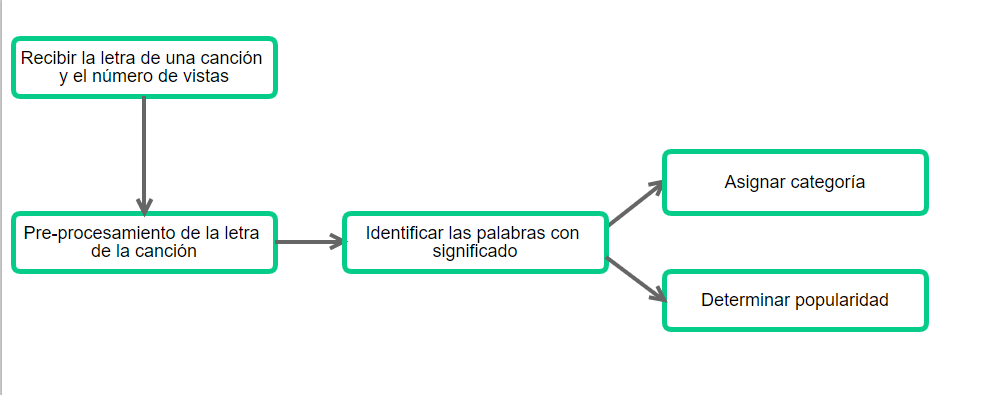 Recibir la letra de una canción
y el número de vistas
Pre-procesamiento de la letra
de la canción
Identificar las palabras con
significado
Asignar categoría
Determinar popularidad